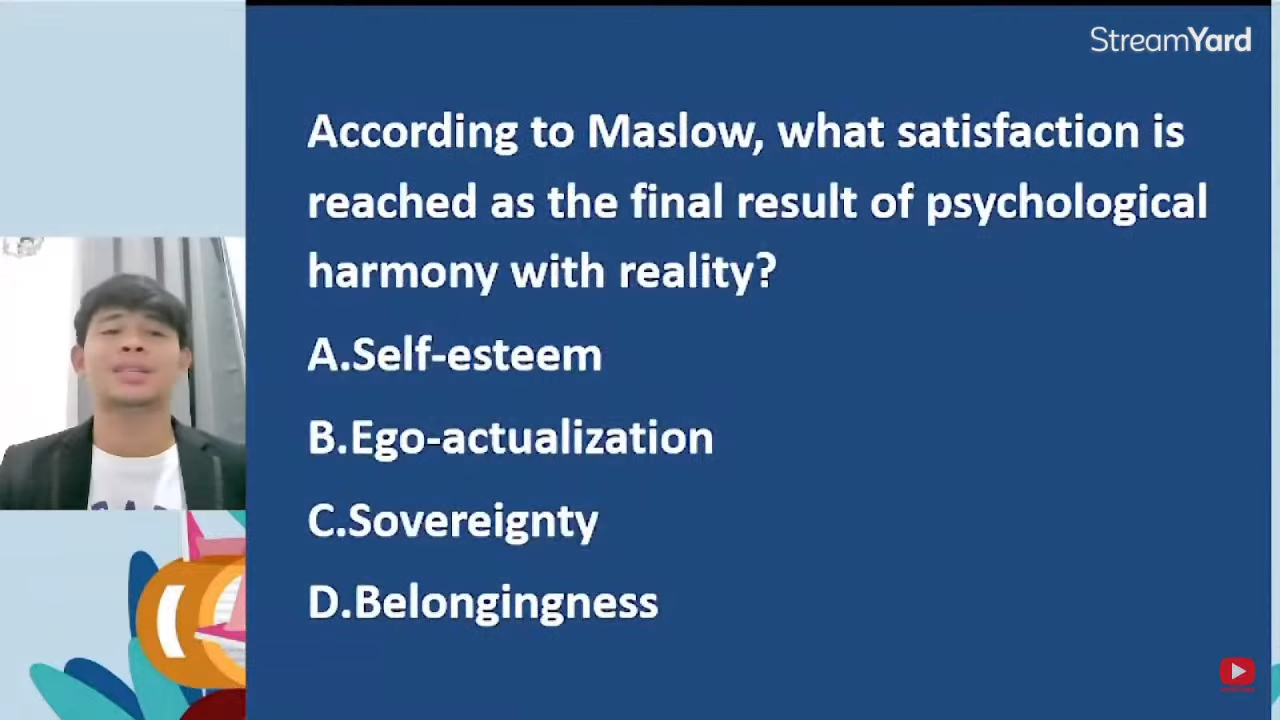 StreamYard
According to Maslow, what satisfaction is
reached as the final result of psychological
harmony with reality?
A.Self-esteem
B.Ego-actualization
C.Sovereignty
D.Belongingness